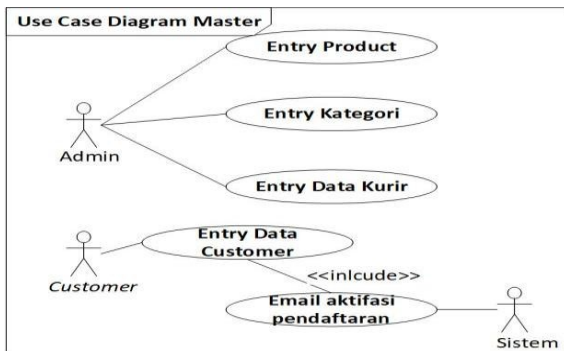 Use Case Diagram Master
Entry Product
Entry Kategori
Admin
Entry Data Kurir
Entry Data
Customer
Customer
<<inlcude>>
Email aktifasi
pendaftaran
Sistem